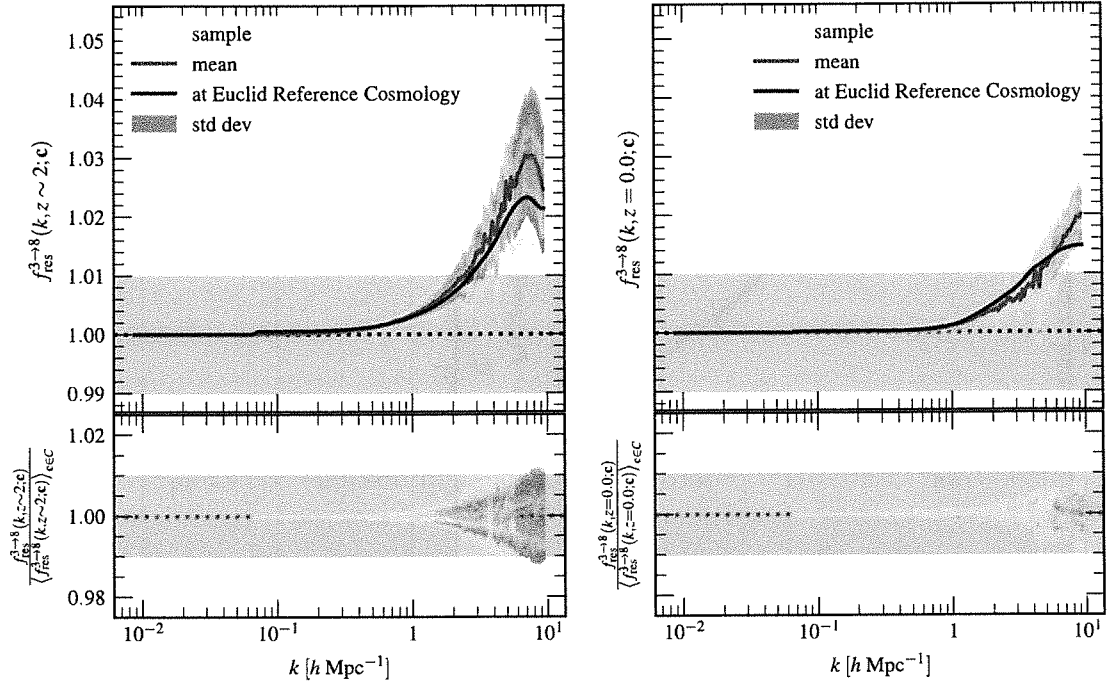 1.06
1.05
1.04
1.03
1.02
1.01
1.00
0.99
f_res^{3→8}(k, z ∼ 2; c)
sample
mean
at Euclid Reference Cosmology
std dev
f_res^{3→8}(k, z = 0.0; c)
sample
mean
at Euclid Reference Cosmology
std dev
1.02
1.00
0.98
f_res^{3→8}(k,z∼2;c)
⟨f_res^{3→8}(k,z∼2;c)⟩_{c∈C}
f_res^{3→8}(k,z=0.0;c)
⟨f_res^{3→8}(k,z=0.0;c)⟩_{c∈C}
10^{−2} 10^{−1} 1 10^1
10^{−2} 10^{−1} 1 10^1
k [h Mpc^{−1}]
k [h Mpc^{−1}]